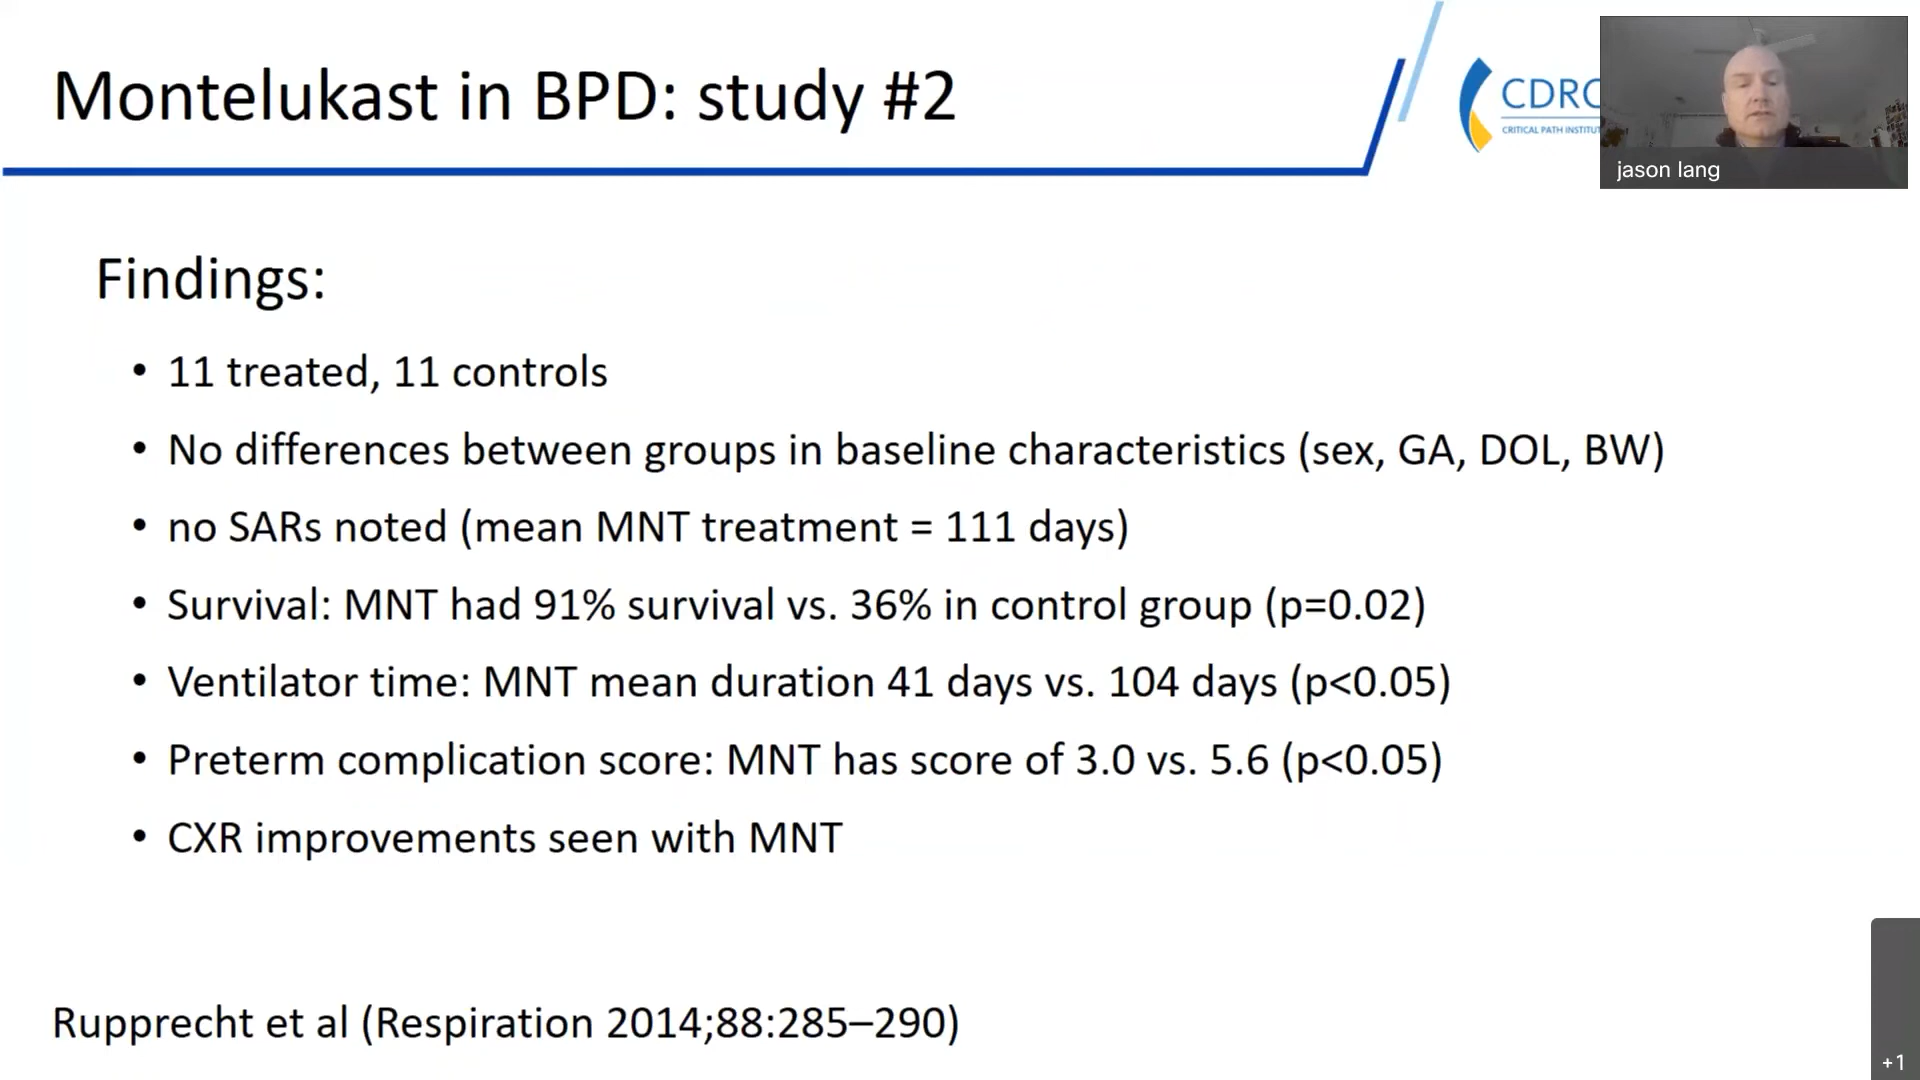 Montelukast in BPD: study #2
CDRC
CRITICAL PATH INSTITUT
jason lang
Findings:
• 11 treated, 11 controls
• No differences between groups in baseline characteristics (sex, GA, DOL, BW)
• no SARs noted (mean MNT treatment = 111 days)
• Survival: MNT had 91% survival vs. 36% in control group (p=0.02)
• Ventilator time: MNT mean duration 41 days vs. 104 days (p<0.05)
• Preterm complication score: MNT has score of 3.0 vs. 5.6 (p<0.05)
• CXR improvements seen with MNT
Rupprecht et al (Respiration 2014;88:285–290)
+1